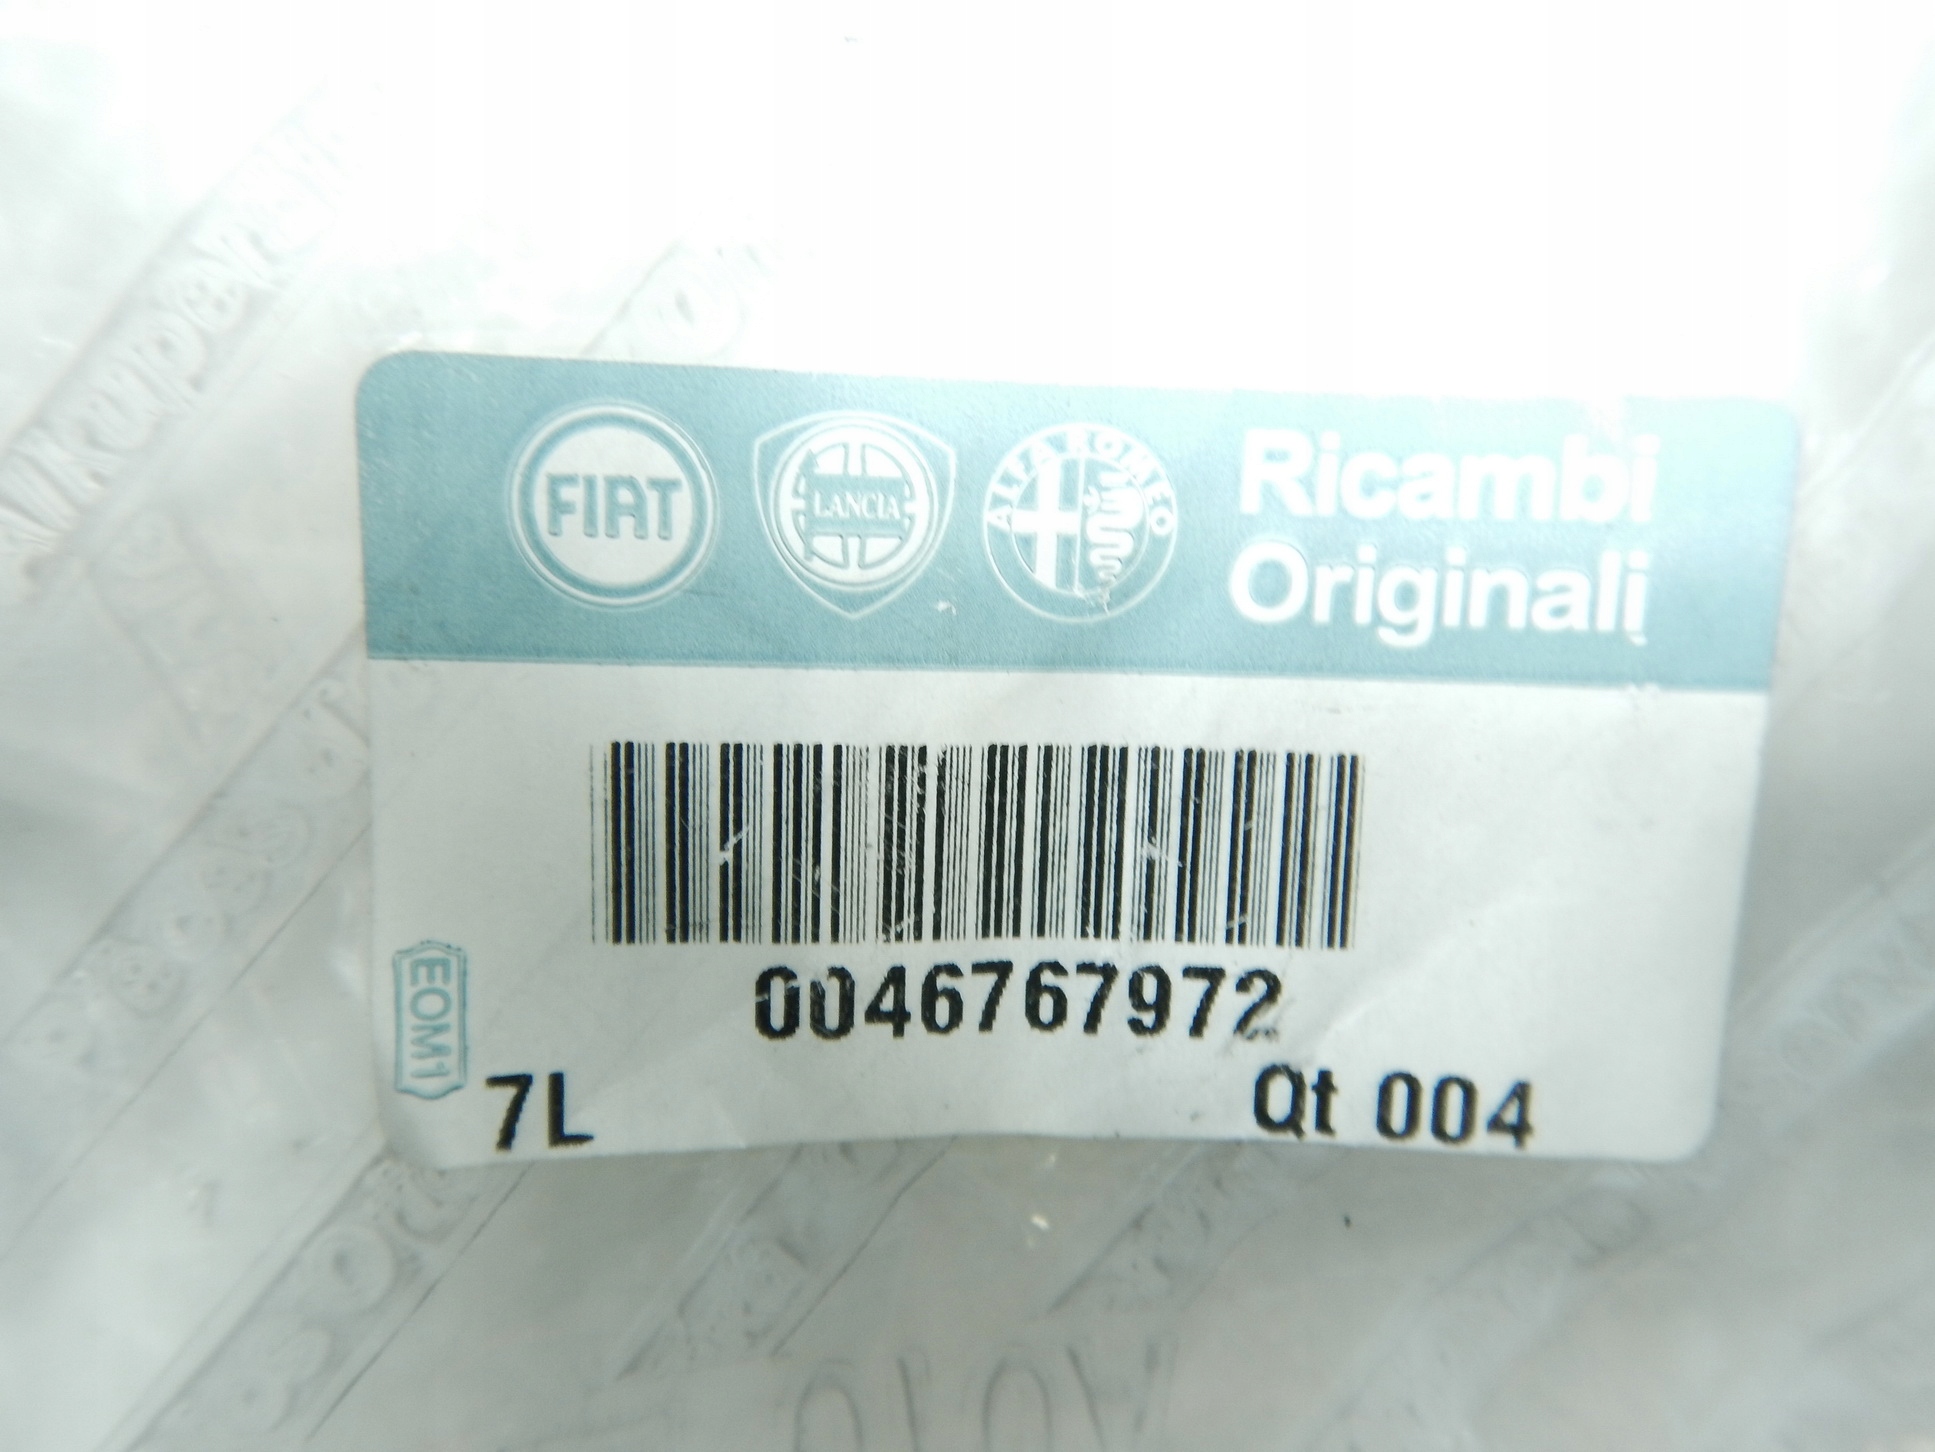 FIAT
LANCIA
ALFA ROMEO
Ricambi
Originali
0046767972
EOM1
7L
Qt 004